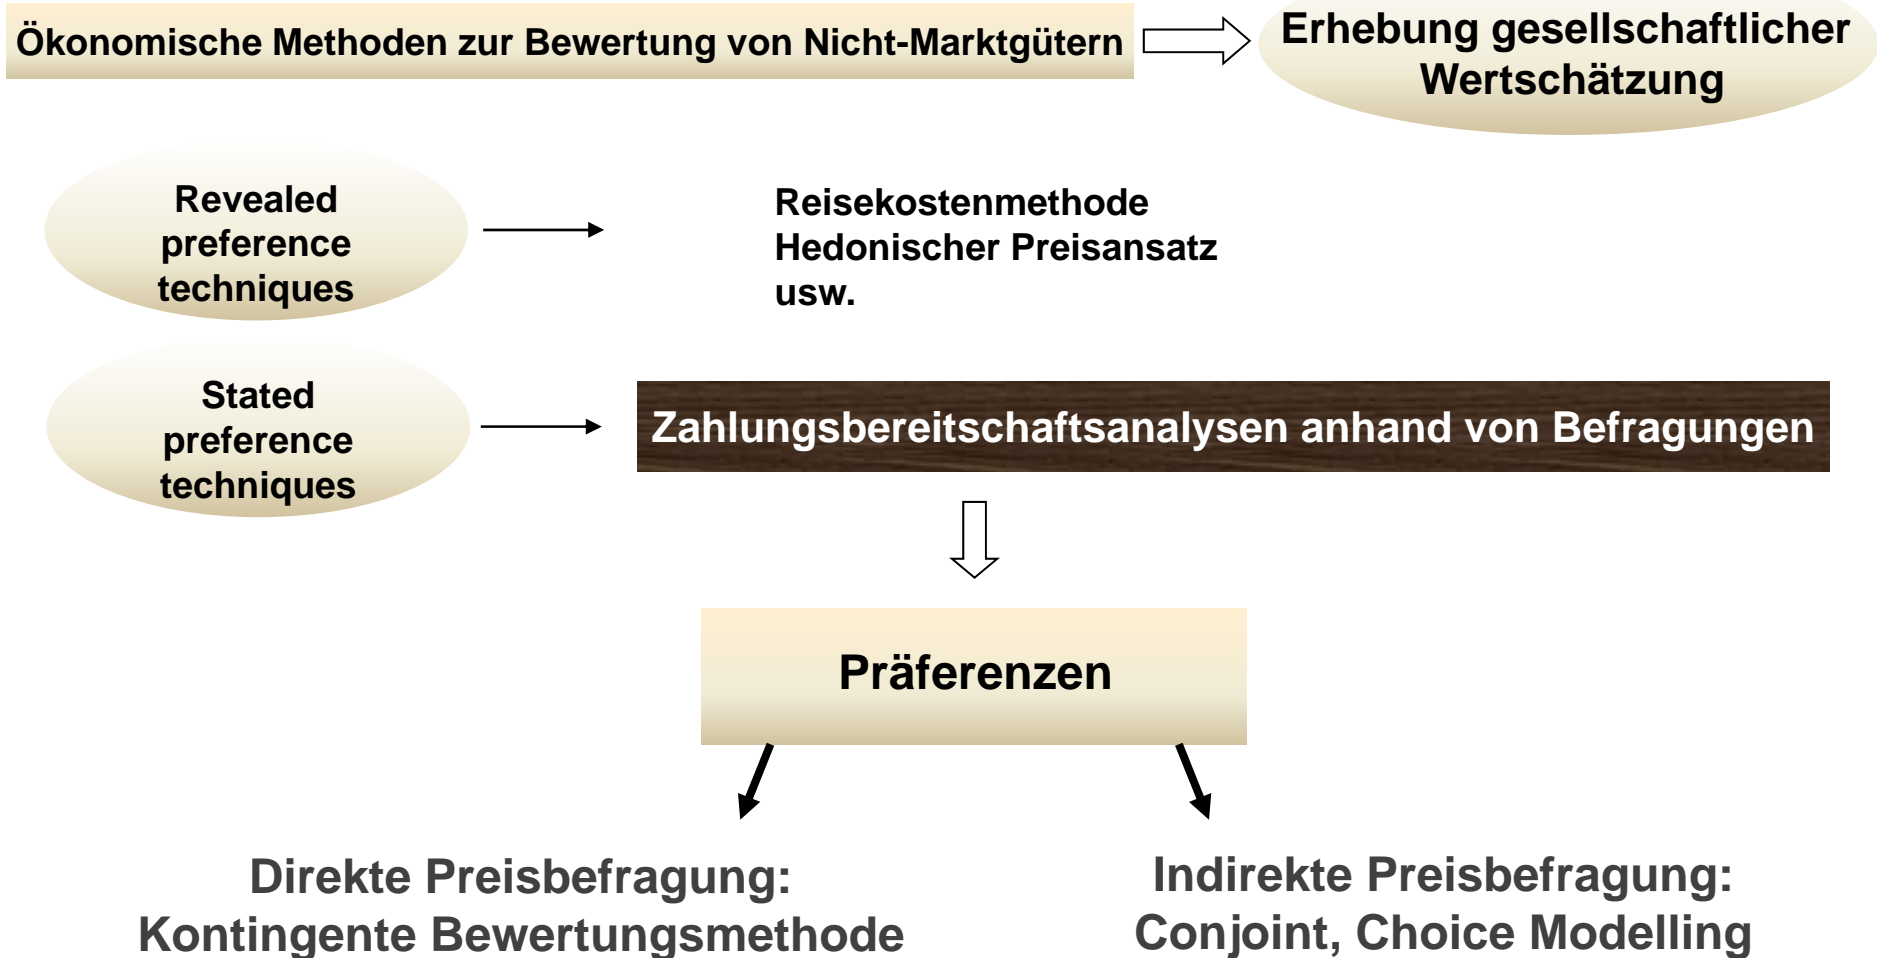 Ökonomische Methoden zur Bewertung von Nicht-Marktgütern
Erhebung gesellschaftlicher
Wertschätzung
Revealed
preference
techniques
Reisekostenmethode
Hedonischer Preisansatz
usw.
Stated
preference
techniques
Zahlungsbereitschaftsanalysen anhand von Befragungen
Präferenzen
Direkte Preisbefragung:
Kontingente Bewertungsmethode
Indirekte Preisbefragung:
Conjoint, Choice Modelling